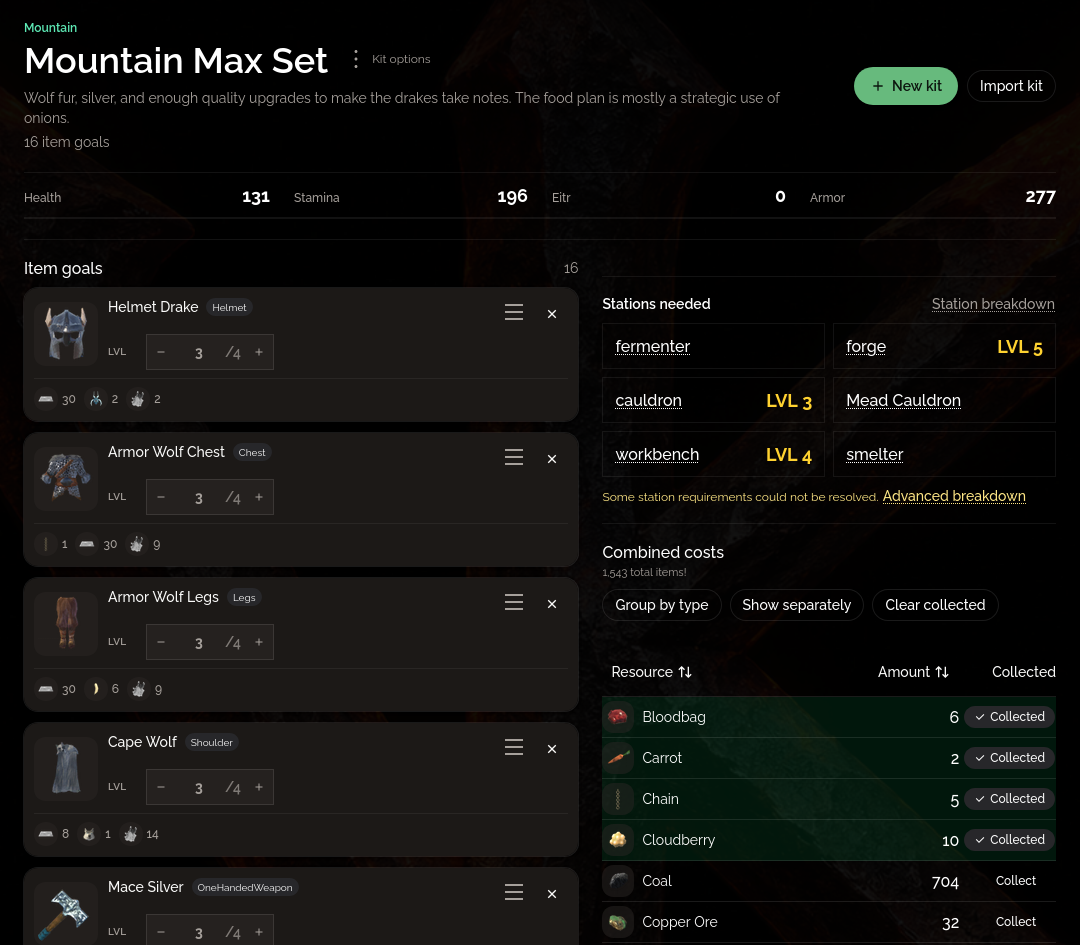 Mountain
Mountain Max Set
Kit options
Wolf fur, silver, and enough quality upgrades to make the drakes take notes. The food plan is mostly a strategic use of
onions.
16 item goals
+ New kit
Import kit
Health 131
Stamina 196
Eitr 0
Armor 277
Item goals 16
Helmet Drake Helmet
LVL − 3 /4 +
30 2 2
Armor Wolf Chest Chest
LVL − 3 /4 +
1 30 9
Armor Wolf Legs Legs
LVL − 3 /4 +
30 6 9
Cape Wolf Shoulder
LVL − 3 /4 +
8 1 14
Mace Silver OneHandedWeapon
LVL − 3 /4 +
Stations needed
Station breakdown
fermenter
forge LVL 5
cauldron LVL 3
Mead Cauldron
workbench LVL 4
smelter
Some station requirements could not be resolved. Advanced breakdown
Combined costs
1,543 total items!
Group by type
Show separately
Clear collected
Resource Amount Collected
Bloodbag 6 Collected
Carrot 2 Collected
Chain 5 Collected
Cloudberry 10 Collected
Coal 704 Collect
Copper Ore 32 Collect